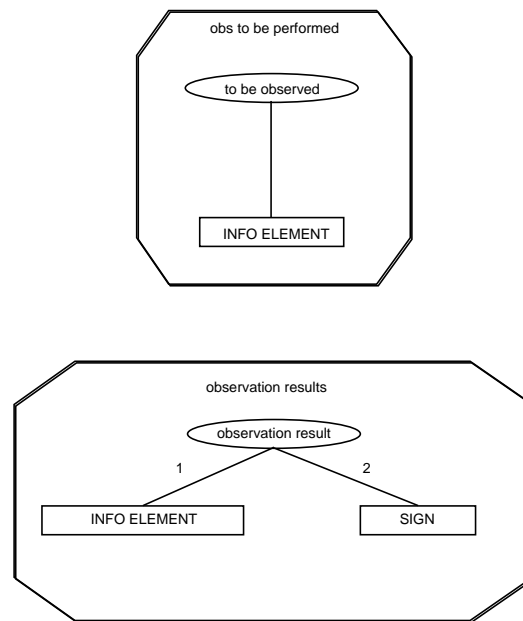 obs to be performed
to be observed
INFO ELEMENT
observation results
observation result
1 2
INFO ELEMENT SIGN